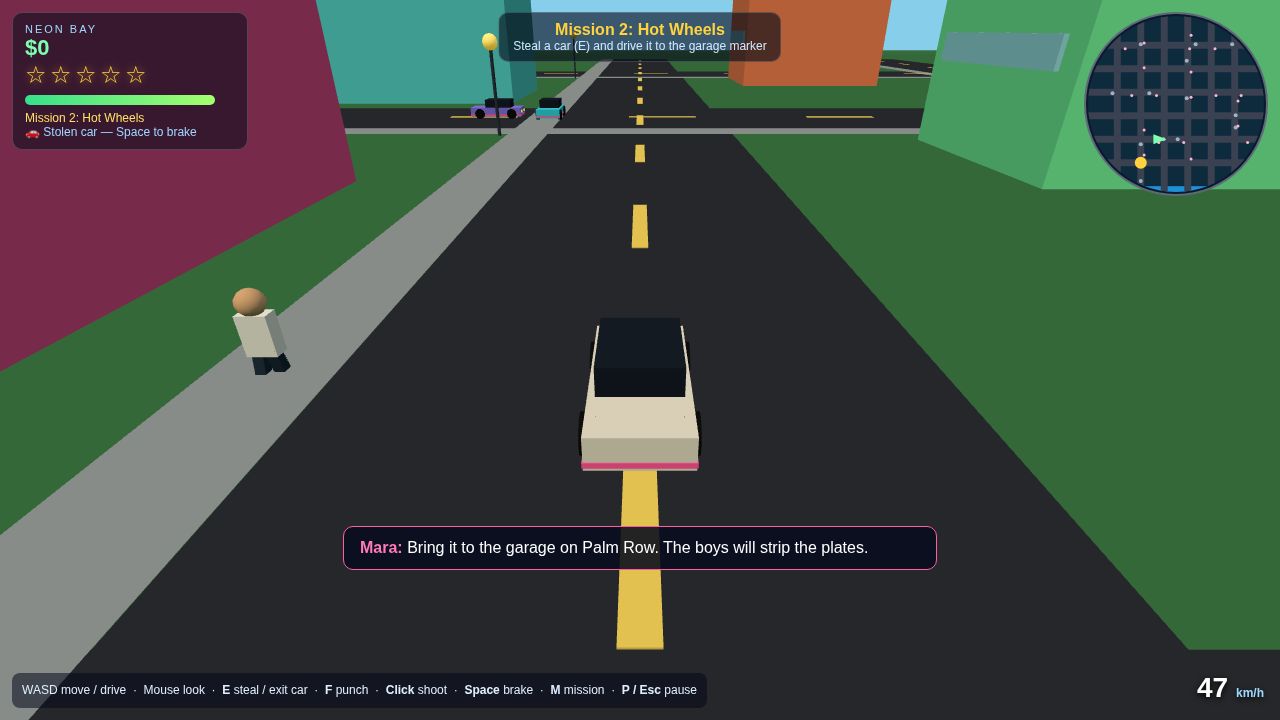 NEON BAY
$0
☆☆☆☆☆
Mission 2: Hot Wheels
🚗 Stolen car — Space to brake
Mission 2: Hot Wheels
Steal a car (E) and drive it to the garage marker
Mara: Bring it to the garage on Palm Row. The boys will strip the plates.
WASD move / drive · Mouse look · E steal / exit car · F punch · Click shoot · Space brake · M mission · P / Esc pause
47 km/h